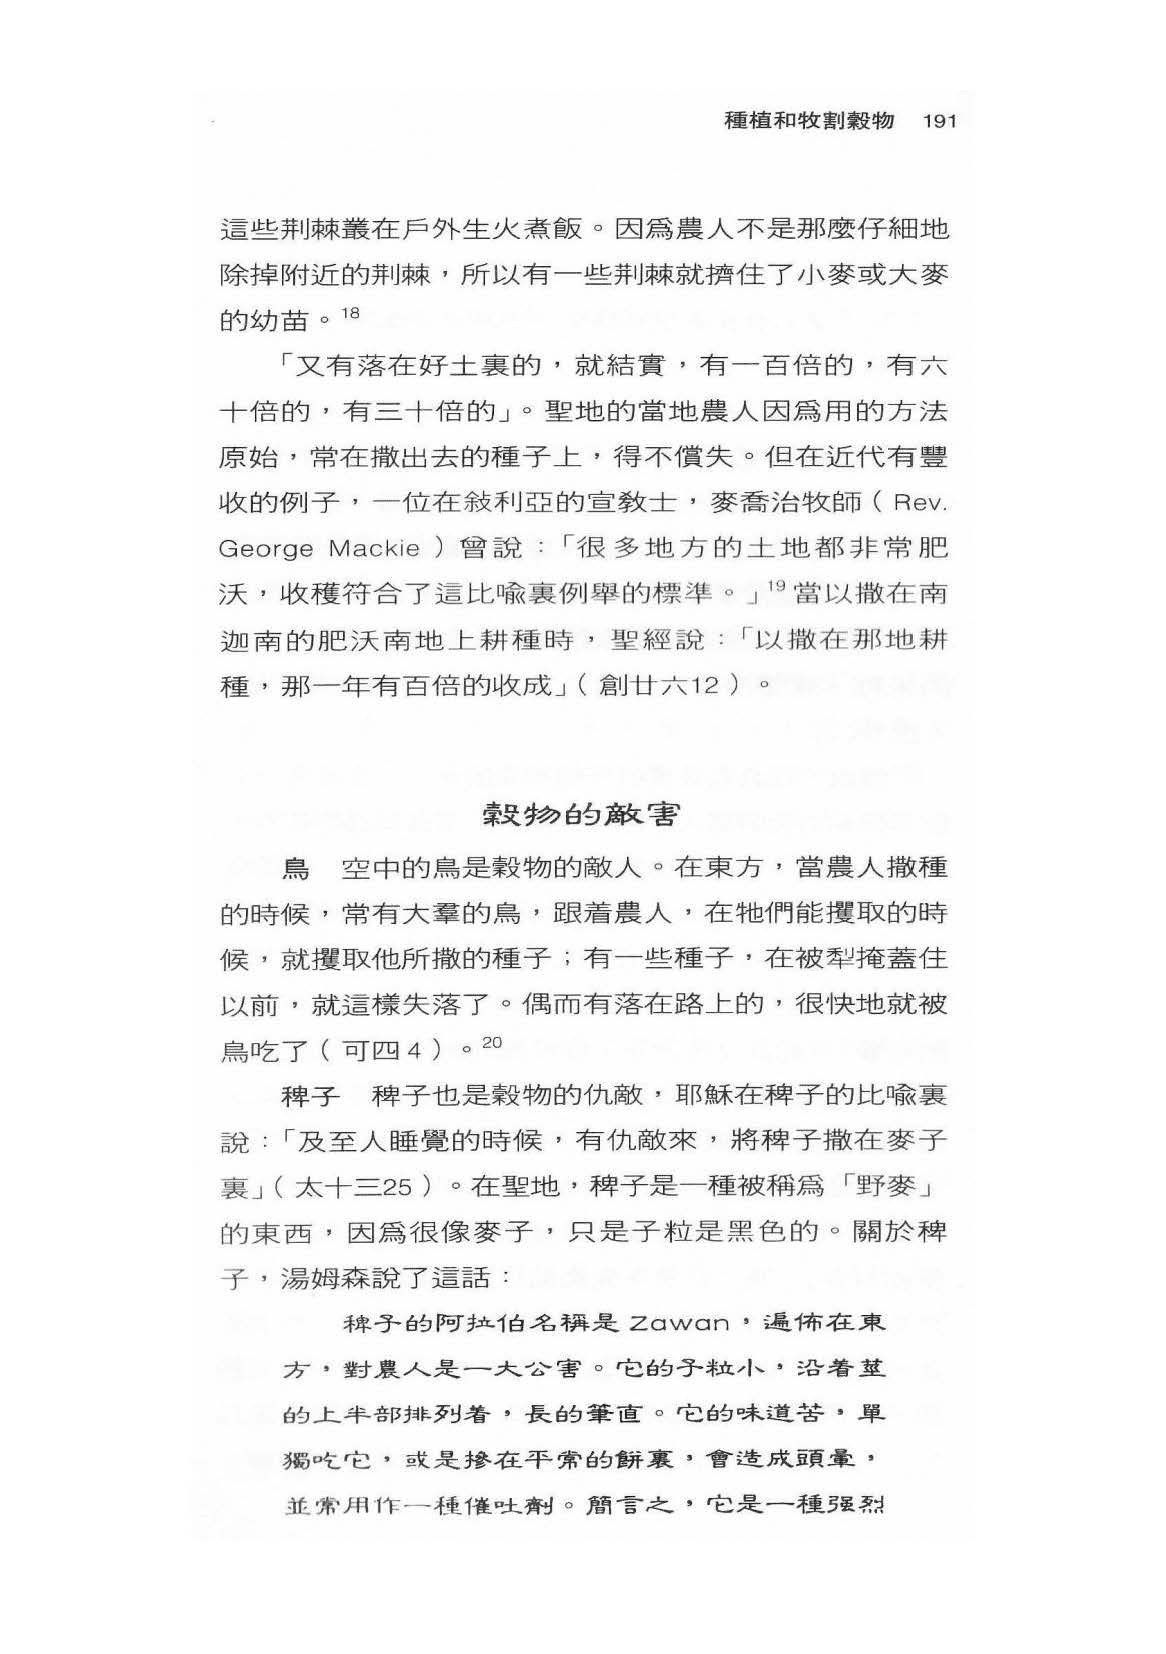 種植和牧割穀物 191
這些荆棘叢在戶外生火煮飯。因爲農人不是那麼仔細地
除掉附近的荆棘，所以有一些荆棘就擠住了小麥或大麥
的幼苗。18
「又有落在好土裏的，就結實，有一百倍的，有六
十倍的，有三十倍的」。聖地的當地農人因爲用的方法
原始，常在撒出去的種子上，得不償失。但在近代有豐
收的例子，一位在敍利亞的宣教士，麥喬治牧師（Rev.
George Mackie）曾說：「很多地方的土地都非常肥
沃，收穫符合了這比喩裏例舉的標準。」19當以撒在南
迦南的肥沃南地上耕種時，聖經說：「以撒在那地耕
種，那一年有百倍的收成」（創廿六12）。
穀物的敵害
鳥　空中的鳥是穀物的敵人。在東方，當農人撒種
的時候，常有大羣的鳥，跟着農人，在牠們能攫取的時
候，就攫取他所撒的種子；有一些種子，在被犁掩蓋住
以前，就這樣失落了。偶而有落在路上的，很快地就被
鳥吃了（可四4）。20
稗子　稗子也是穀物的仇敵，耶穌在稗子的比喩裏
說：「及至人睡覺的時候，有仇敵來，將稗子撒在麥子
裏」（太十三25）。在聖地，稗子是一種被稱爲「野麥」
的東西，因爲很像麥子，只是子粒是黑色的。關於稗
子，湯姆森說了這話：
稗子的阿拉伯名稱是 Zawan，遍佈在東
方，對農人是一大公害。它的子粒小，沿着莖
的上半部排列着，長的筆直。它的味道苦，單
獨吃它，或是摻在平常的餅裏，會造成頭暈，
並常用作一種催吐劑。簡言之，它是一種强烈